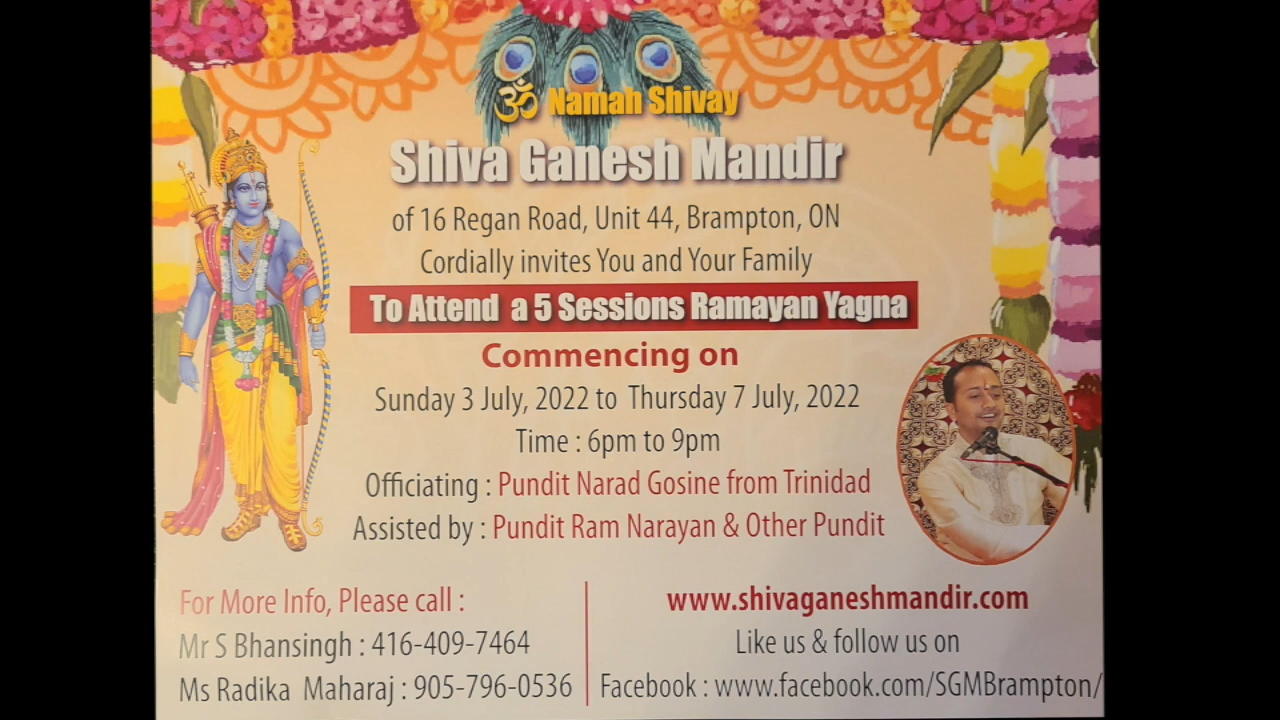 ॐ Namah Shivay
Shiva Ganesh Mandir
of 16 Regan Road, Unit 44, Brampton, ON
Cordially invites You and Your Family
To Attend a 5 Sessions Ramayan Yagna
Commencing on
Sunday 3 July, 2022 to Thursday 7 July, 2022
Time : 6pm to 9pm
Officiating : Pundit Narad Gosine from Trinidad
Assisted by : Pundit Ram Narayan & Other Pundit
For More Info, Please call :
Mr S Bhansingh : 416-409-7464
Ms Radika Maharaj : 905-796-0536
www.shivaganeshmandir.com
Like us & follow us on
Facebook : www.facebook.com/SGMBrampton/